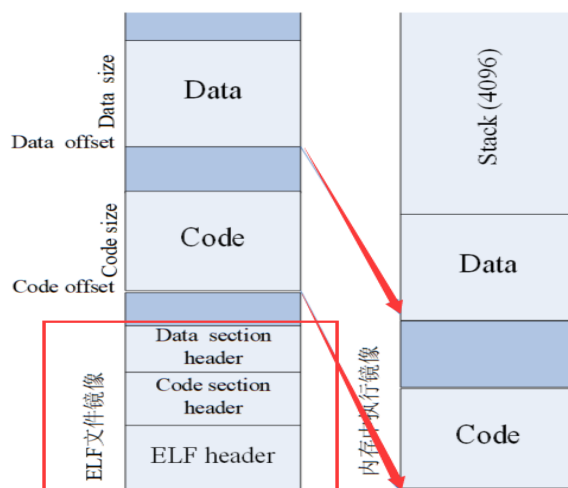 Data size
Data
Data offset
Code size
Code
Code offset
Data section
header
Code section
header
ELF header
ELF文件镜像
Stack (4096)
Data
Code
内存中执行镜像